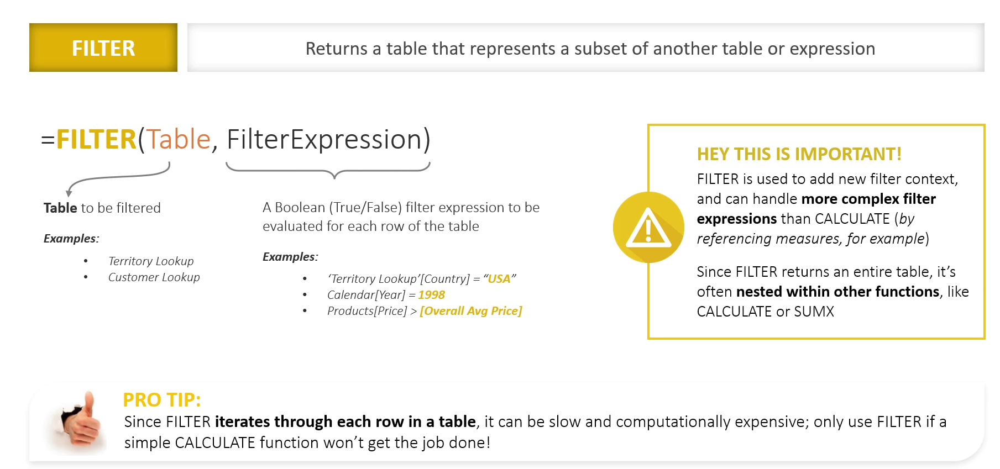 FILTER
Returns a table that represents a subset of another table or expression
=FILTER(Table, FilterExpression)
Table to be filtered
Examples:
• Territory Lookup
• Customer Lookup
A Boolean (True/False) filter expression to be
evaluated for each row of the table
Examples:
• ‘Territory Lookup’[Country] = “USA”
• Calendar[Year] = 1998
• Products[Price] > [Overall Avg Price]
HEY THIS IS IMPORTANT!
FILTER is used to add new filter context,
and can handle more complex filter
expressions than CALCULATE (by
referencing measures, for example)
Since FILTER returns an entire table, it’s
often nested within other functions, like
CALCULATE or SUMX
PRO TIP:
Since FILTER iterates through each row in a table, it can be slow and computationally expensive; only use FILTER if a
simple CALCULATE function won’t get the job done!